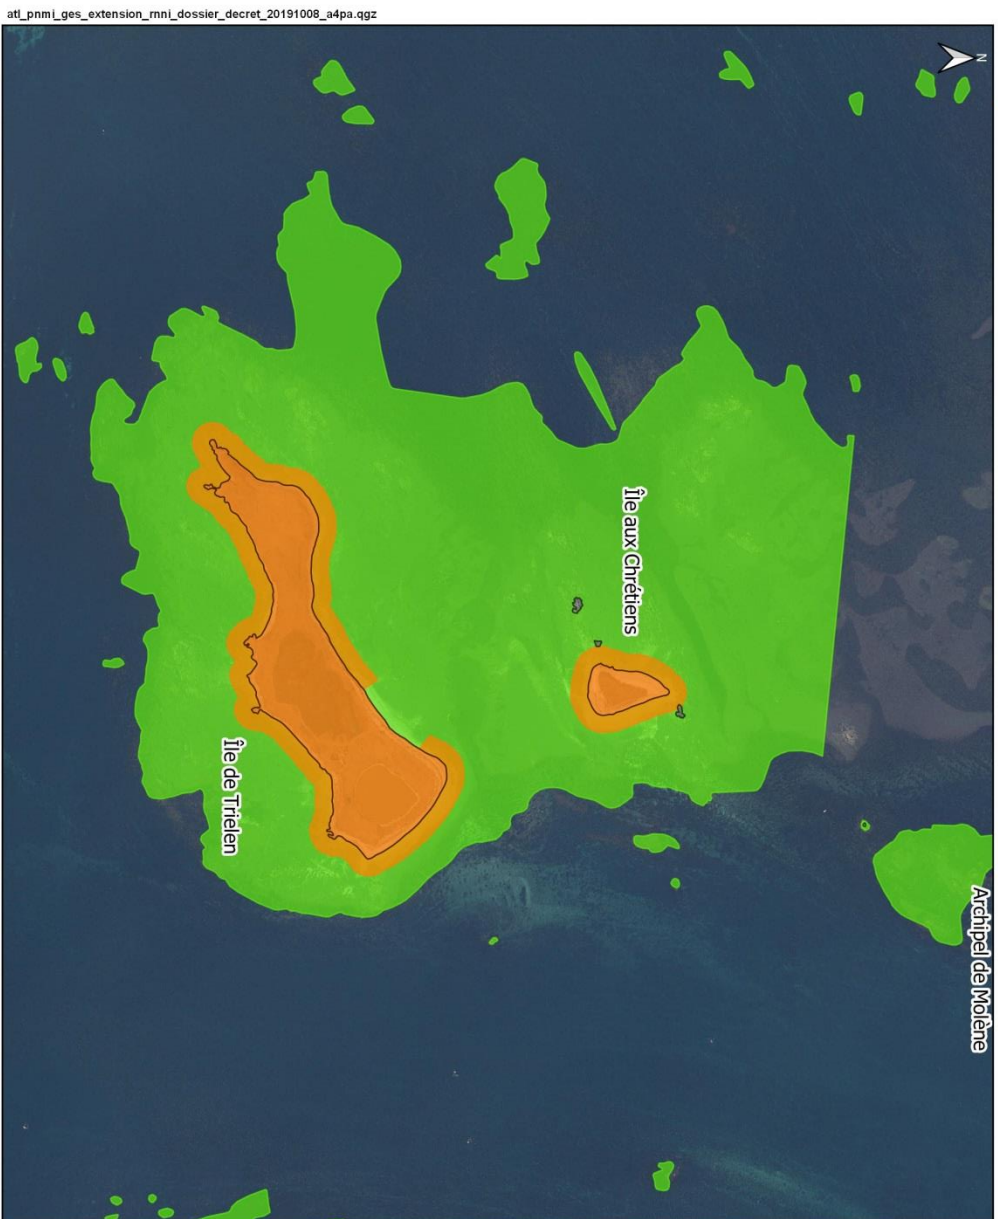 atl_pnmi_ges_extension_rnni_dossier_decret_20191008_a4pa.qgz
N
Île aux Chrétiens
Île de Trielen
Archipel de Molène